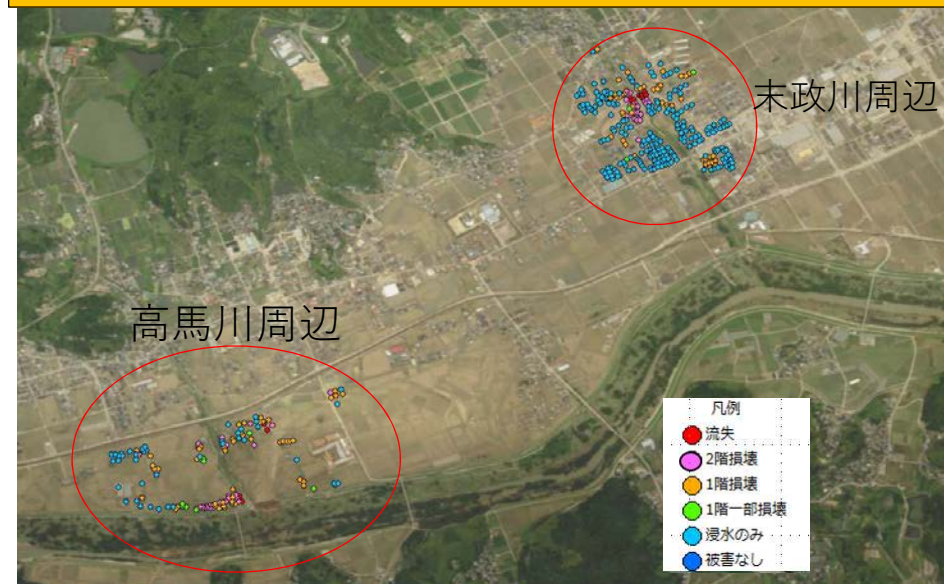 末政川周辺
高馬川周辺
凡例
流失
2階損壊
1階損壊
1階一部損壊
浸水のみ
被害なし